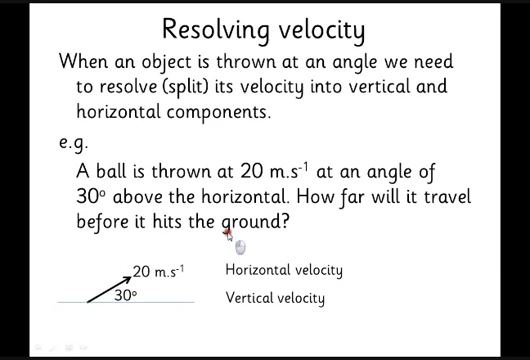 Resolving velocity
When an object is thrown at an angle we need
to resolve (split) its velocity into vertical and
horizontal components.
e.g.
A ball is thrown at 20 m.s⁻¹ at an angle of
30º above the horizontal. How far will it travel
before it hits the ground?
20 m.s⁻¹
Horizontal velocity
30º
Vertical velocity